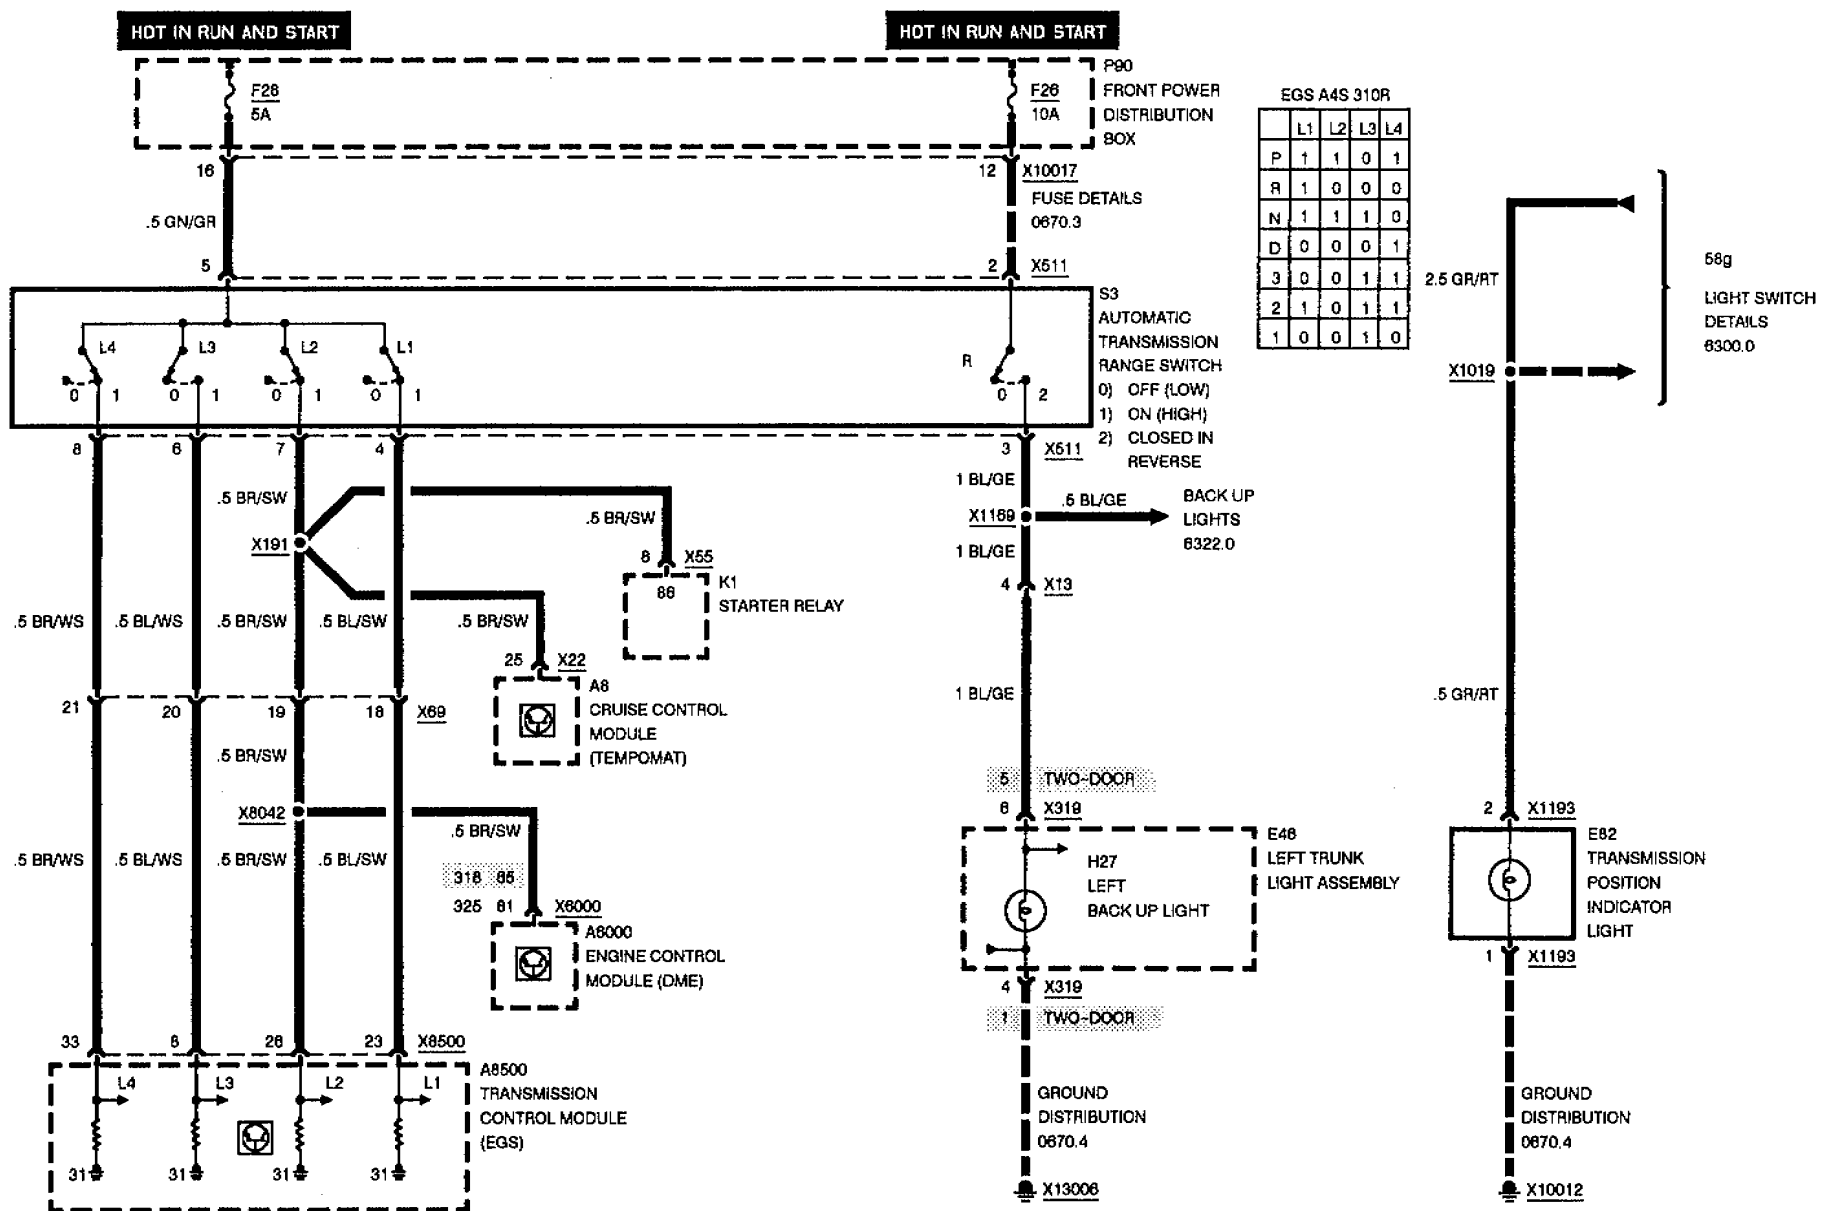 HOT IN RUN AND START
HOT IN RUN AND START
F28
5A
F26
10A
P90
FRONT POWER
DISTRIBUTION
BOX
16
12
X10017
FUSE DETAILS
0670.3
.5 GN/GR
5
2
X511
EGS A4S 310R
L1 L2 L3 L4
P 1 1 0 1
R 1 0 0 0
N 1 1 1 0
D 0 0 0 1
3 0 0 1 1
2 1 0 1 1
1 0 0 1 0
2.5 GR/RT
58g
LIGHT SWITCH
DETAILS
6300.0
X1019
S3
AUTOMATIC
TRANSMISSION
RANGE SWITCH
0) OFF (LOW)
1) ON (HIGH)
2) CLOSED IN
REVERSE
L4 L3 L2 L1 R
0 1 0 1 0 1 0 1 0 2
8 6 7 4 3 X511
.5 BR/SW
1 BL/GE
.5 BR/SW
X191
X1169
.5 BL/GE
BACK UP
LIGHTS
6322.0
1 BL/GE
8 X55
86
K1
STARTER RELAY
4 X13
.5 BR/WS .5 BL/WS .5 BR/SW .5 BL/SW .5 BR/SW
25 X22
A8
CRUISE CONTROL
MODULE
(TEMPOMAT)
1 BL/GE
.5 GR/RT
21 20 19 18 X69
.5 BR/SW
5 TWO-DOOR
6 X319
2 X1193
X8042
.5 BR/SW
.5 BR/WS .5 BL/WS .5 BR/SW .5 BL/SW
318 85
325 81 X6000
A6000
ENGINE CONTROL
MODULE (DME)
H27
LEFT
BACK UP LIGHT
E46
LEFT TRUNK
LIGHT ASSEMBLY
E82
TRANSMISSION
POSITION
INDICATOR
LIGHT
4 X319
1 TWO-DOOR
1 X1193
33 6 26 23 X8500
L4 L3 L2 L1
A8500
TRANSMISSION
CONTROL MODULE
(EGS)
31 31 31 31
GROUND
DISTRIBUTION
0670.4
GROUND
DISTRIBUTION
0670.4
X13006
X10012